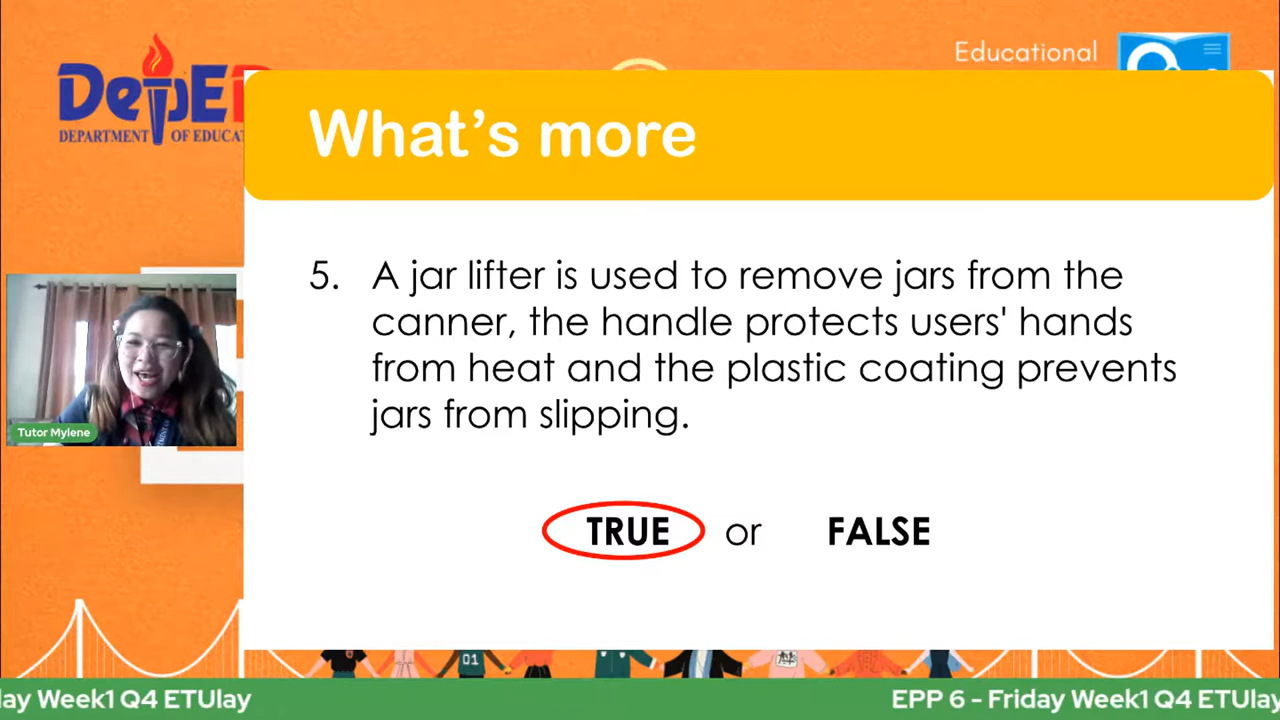 DepED
DEPARTMENT OF EDUCAT
Educational
What's more
5. A jar lifter is used to remove jars from the
canner, the handle protects users' hands
from heat and the plastic coating prevents
jars from slipping.
TRUE or FALSE
Tutor Mylene
01
lay Week1 Q4 ETUlay
EPP 6 - Friday Week1 Q4 ETUlay